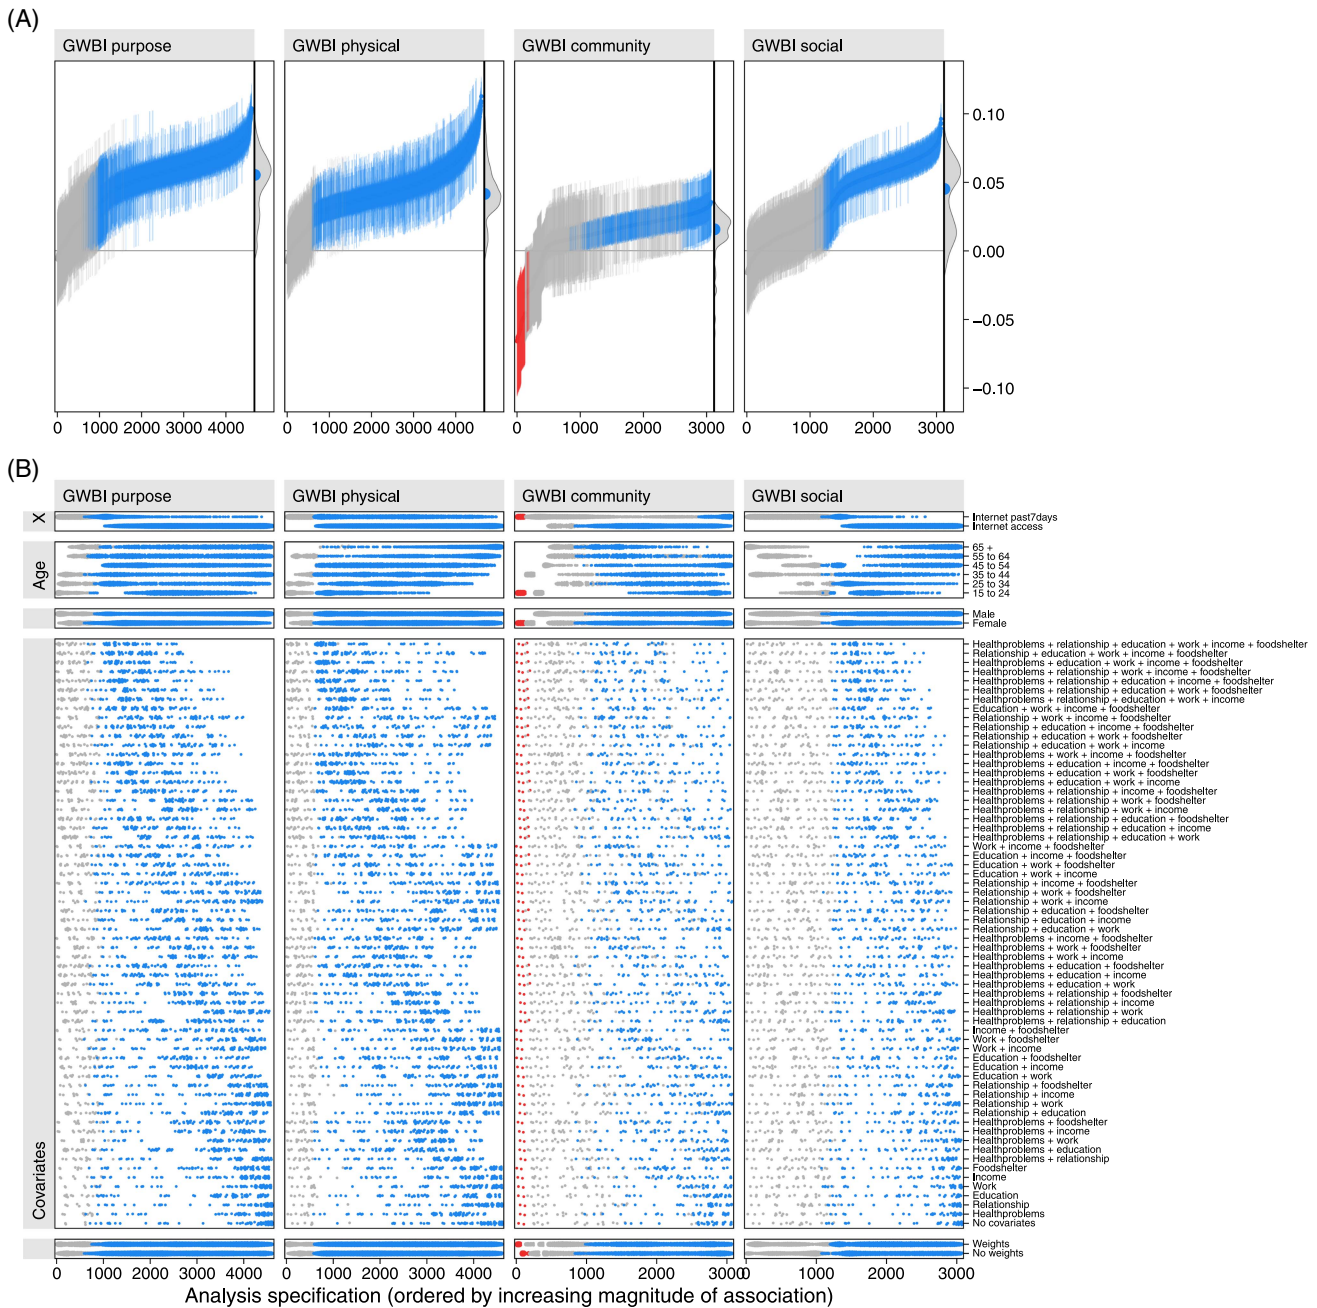 (A)
GWBI purpose
GWBI physical
GWBI community
GWBI social
0.10
0.05
0.00
−0.05
−0.10
0 1000 2000 3000 4000
0 1000 2000 3000 4000
0 1000 2000 3000
0 1000 2000 3000
(B)
GWBI purpose
GWBI physical
GWBI community
GWBI social
X
Internet past7days
Internet access
Age
65 +
55 to 64
45 to 54
35 to 44
25 to 34
15 to 24
Male
Female
Covariates
Healthproblems + relationship + education + work + income + foodshelter
Relationship + education + work + income + foodshelter
Healthproblems + education + work + income + foodshelter
Healthproblems + relationship + work + income + foodshelter
Healthproblems + relationship + education + income + foodshelter
Healthproblems + relationship + education + work + foodshelter
Healthproblems + relationship + education + work + income
Education + work + income + foodshelter
Relationship + work + income + foodshelter
Relationship + education + income + foodshelter
Relationship + education + work + foodshelter
Relationship + education + work + income
Healthproblems + work + income + foodshelter
Healthproblems + education + income + foodshelter
Healthproblems + education + work + foodshelter
Healthproblems + education + work + income
Healthproblems + relationship + income + foodshelter
Healthproblems + relationship + work + foodshelter
Healthproblems + relationship + work + income
Healthproblems + relationship + education + foodshelter
Healthproblems + relationship + education + income
Healthproblems + relationship + education + work
Work + income + foodshelter
Education + income + foodshelter
Education + work + foodshelter
Education + work + income
Relationship + income + foodshelter
Relationship + work + foodshelter
Relationship + work + income
Relationship + education + foodshelter
Relationship + education + income
Relationship + education + work
Healthproblems + income + foodshelter
Healthproblems + work + foodshelter
Healthproblems + work + income
Healthproblems + education + foodshelter
Healthproblems + education + income
Healthproblems + education + work
Healthproblems + relationship + foodshelter
Healthproblems + relationship + income
Healthproblems + relationship + work
Healthproblems + relationship + education
Income + foodshelter
Work + foodshelter
Work + income
Education + foodshelter
Education + income
Education + work
Relationship + foodshelter
Relationship + income
Relationship + work
Relationship + education
Healthproblems + foodshelter
Healthproblems + income
Healthproblems + work
Healthproblems + education
Healthproblems + relationship
Foodshelter
Income
Work
Education
Relationship
Healthproblems
No covariates
Weights
No weights
0 1000 2000 3000 4000
0 1000 2000 3000 4000
0 1000 2000 3000
0 1000 2000 3000
Analysis specification (ordered by increasing magnitude of association)